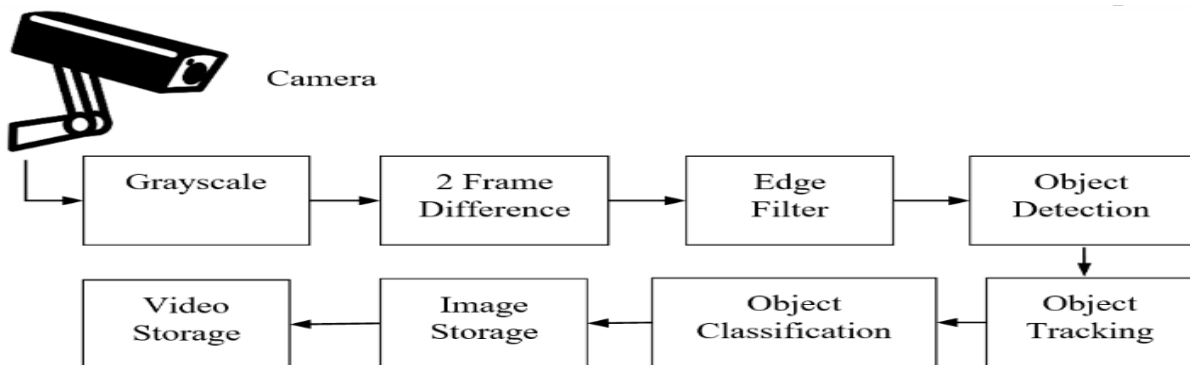 Camera
Grayscale
2 Frame
Difference
Edge
Filter
Object
Detection
Video
Storage
Image
Storage
Object
Classification
Object
Tracking